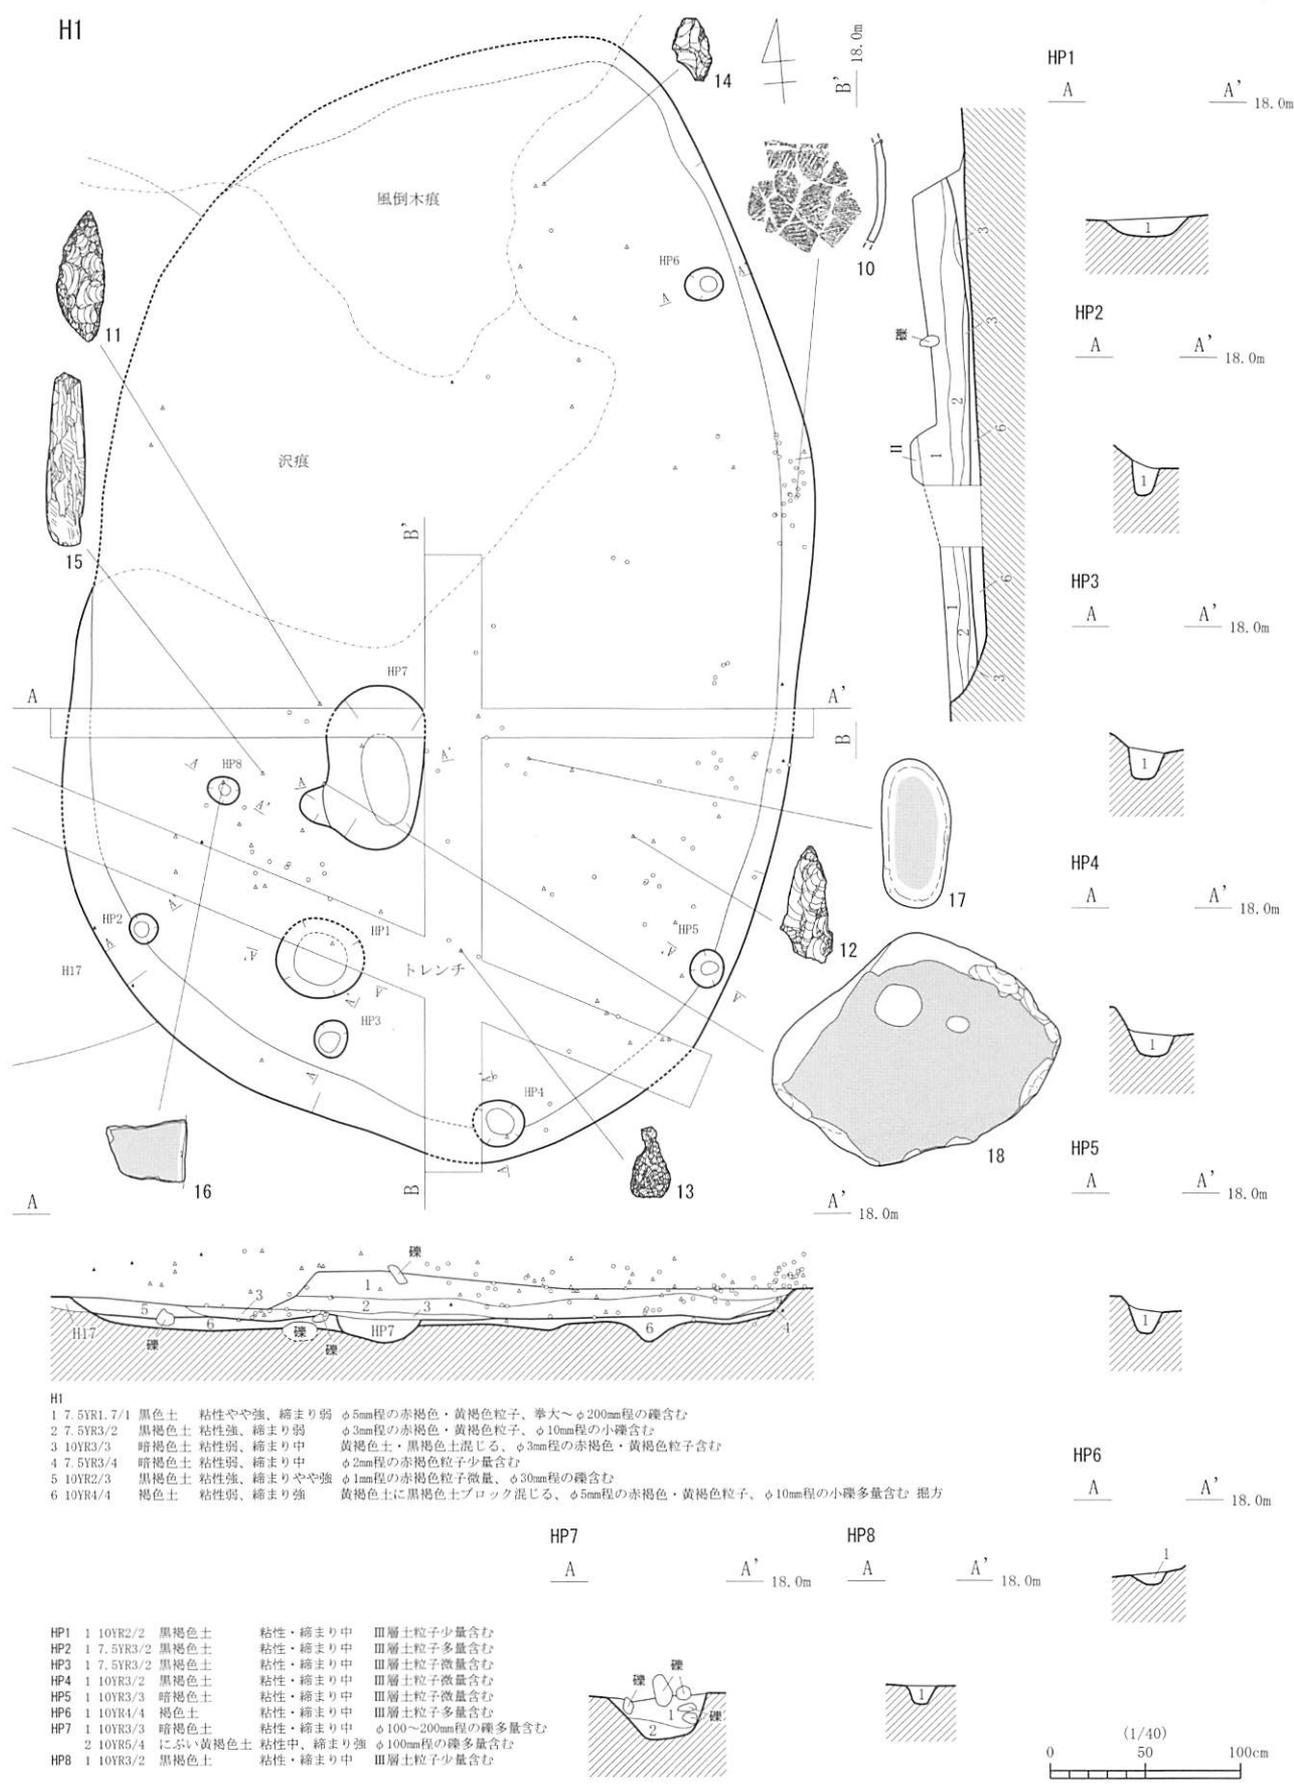 H1
14
B'
18.0m
HP1
A
A'
18.0m
風倒木痕
HP6
A
A'
10
3
1
11
HP2
A
A'
18.0m
礫
3
2
沢痕
Ⅱ
1
6
1
15
B'
HP3
A
A'
18.0m
6
1
2
3
HP7
A
A'
B
1
HP8
A
A'
A
A'
17
HP4
A
A'
18.0m
HP2
A
A'
HP1
A
A'
HP5
A
A'
12
H17
トレンチ
HP3
A
1
HP4
A
A'
16
B
13
18
HP5
A
A'
18.0m
A
A'
18.0m
礫
1
5
3
2
3
6
H17
礫
礫
礫
HP7
6
4
1
H1
1 7.5YR1.7/1 黒色土 粘性やや強、締まり弱 φ5mm程の赤褐色・黄褐色粒子、拳大～φ200mm程の礫含む
2 7.5YR3/2 黒褐色土 粘性強、締まり弱 φ3mm程の赤褐色・黄褐色粒子、φ10mm程の小礫含む
3 10YR3/3 暗褐色土 粘性弱、締まり中 黄褐色土・黒褐色土混じる、φ3mm程の赤褐色・黄褐色粒子含む
4 7.5YR3/4 暗褐色土 粘性弱、締まり中 φ2mm程の赤褐色粒子少量含む
5 10YR2/3 黒褐色土 粘性強、締まりやや強 φ1mm程の赤褐色粒子微量、φ30mm程の礫含む
6 10YR4/4 褐色土 粘性弱、締まり強 黄褐色土に黒褐色土ブロック混じる、φ5mm程の赤褐色・黄褐色粒子、φ10mm程の小礫多量含む 掘方
HP6
A
A'
18.0m
1
HP7
A
A'
18.0m
HP8
A
A'
18.0m
HP1 1 10YR2/2 黒褐色土 粘性・締まり中 Ⅲ層土粒子少量含む
HP2 1 7.5YR3/2 黒褐色土 粘性・締まり中 Ⅲ層土粒子多量含む
HP3 1 7.5YR3/2 黒褐色土 粘性・締まり中 Ⅲ層土粒子微量含む
HP4 1 10YR3/2 黒褐色土 粘性・締まり中 Ⅲ層土粒子微量含む
HP5 1 10YR3/3 暗褐色土 粘性・締まり中 Ⅲ層土粒子微量含む
HP6 1 10YR4/4 褐色土 粘性・締まり中 Ⅲ層土粒子多量含む
HP7 1 10YR3/3 暗褐色土 粘性・締まり中 φ100～200mm程の礫多量含む
2 10YR5/4 にぶい黄褐色土 粘性中、締まり強 φ100mm程の礫多量含む
HP8 1 10YR3/2 黒褐色土 粘性・締まり中 Ⅲ層土粒子少量含む
礫
礫
1
礫
2
1
(1/40)
0 50 100cm